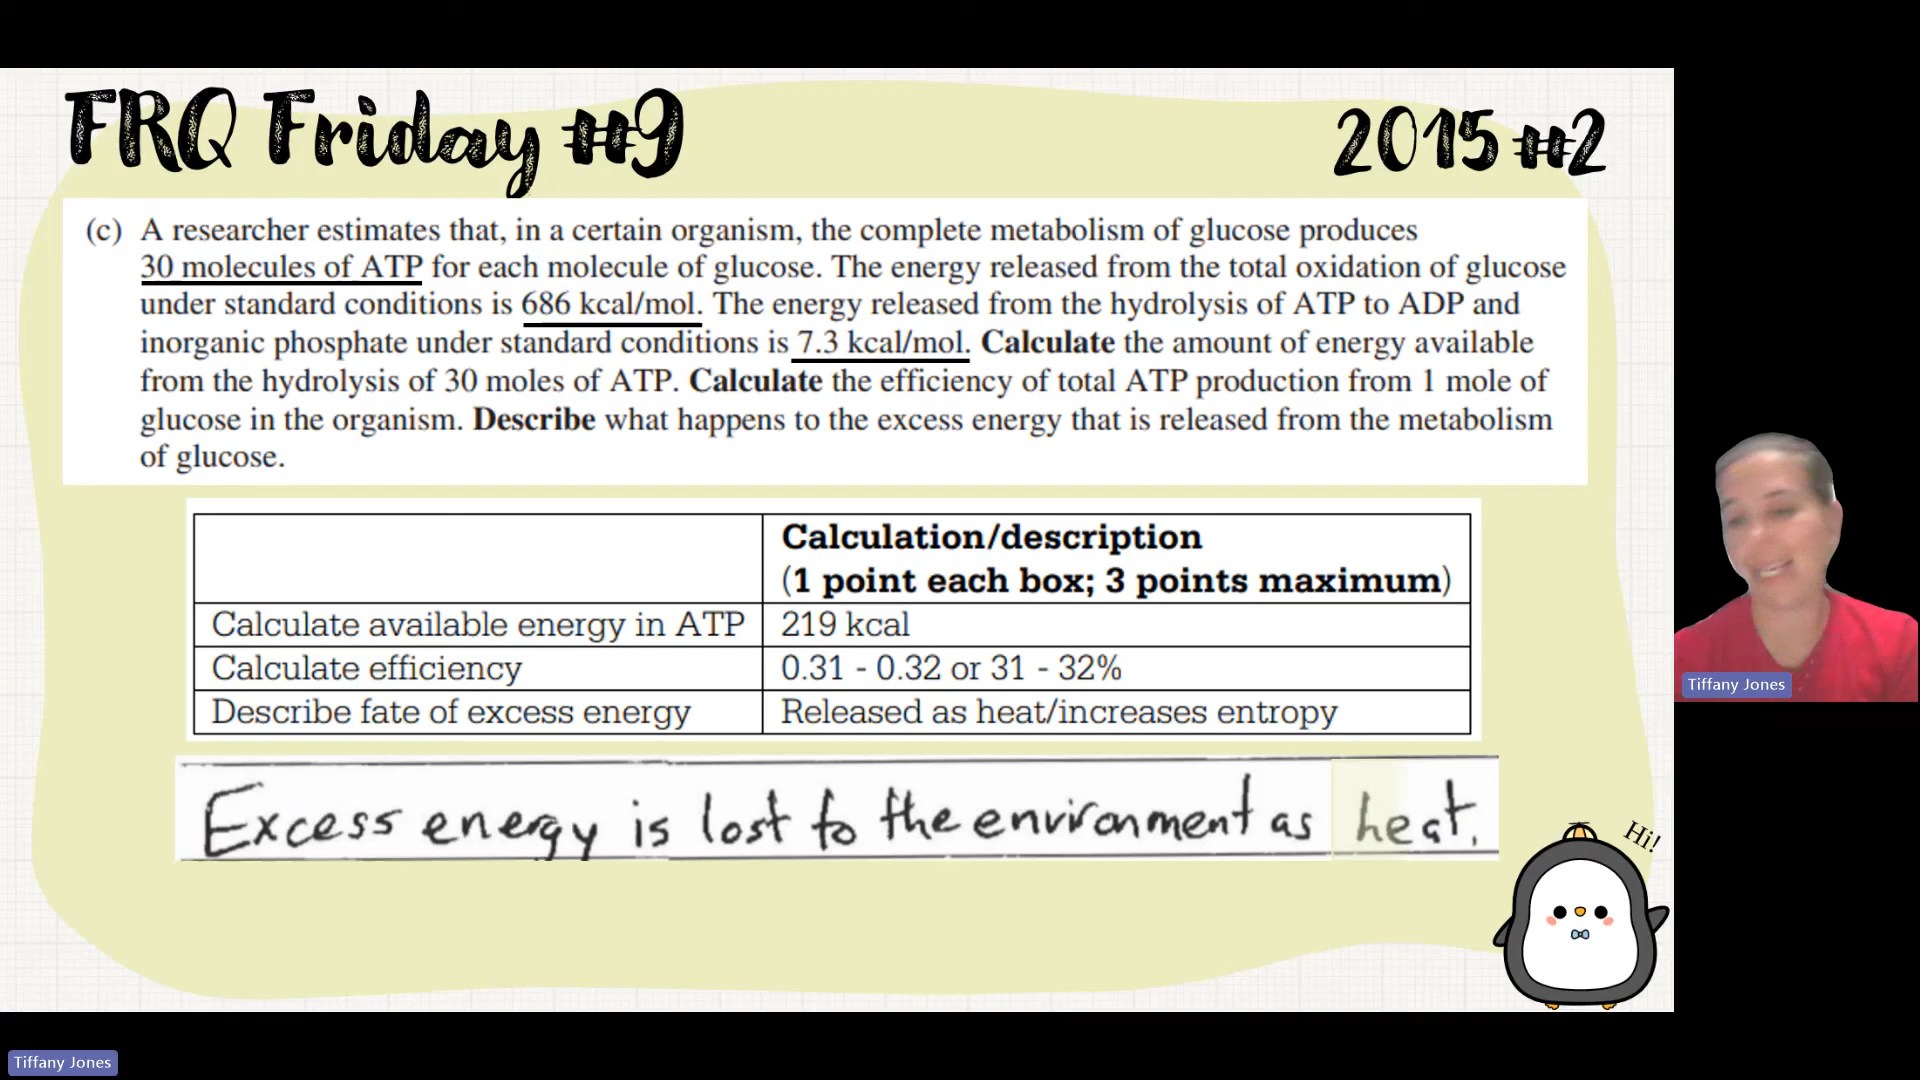 FRQ Friday #9
2015 #2
(c) A researcher estimates that, in a certain organism, the complete metabolism of glucose produces
30 molecules of ATP for each molecule of glucose. The energy released from the total oxidation of glucose
under standard conditions is 686 kcal/mol. The energy released from the hydrolysis of ATP to ADP and
inorganic phosphate under standard conditions is 7.3 kcal/mol. Calculate the amount of energy available
from the hydrolysis of 30 moles of ATP. Calculate the efficiency of total ATP production from 1 mole of
glucose in the organism. Describe what happens to the excess energy that is released from the metabolism
of glucose.
Calculation/description
(1 point each box; 3 points maximum)
Calculate available energy in ATP 219 kcal
Calculate efficiency 0.31 - 0.32 or 31 - 32%
Describe fate of excess energy Released as heat/increases entropy
Excess energy is lost to the environment as heat.
Hi!
Tiffany Jones
Tiffany Jones